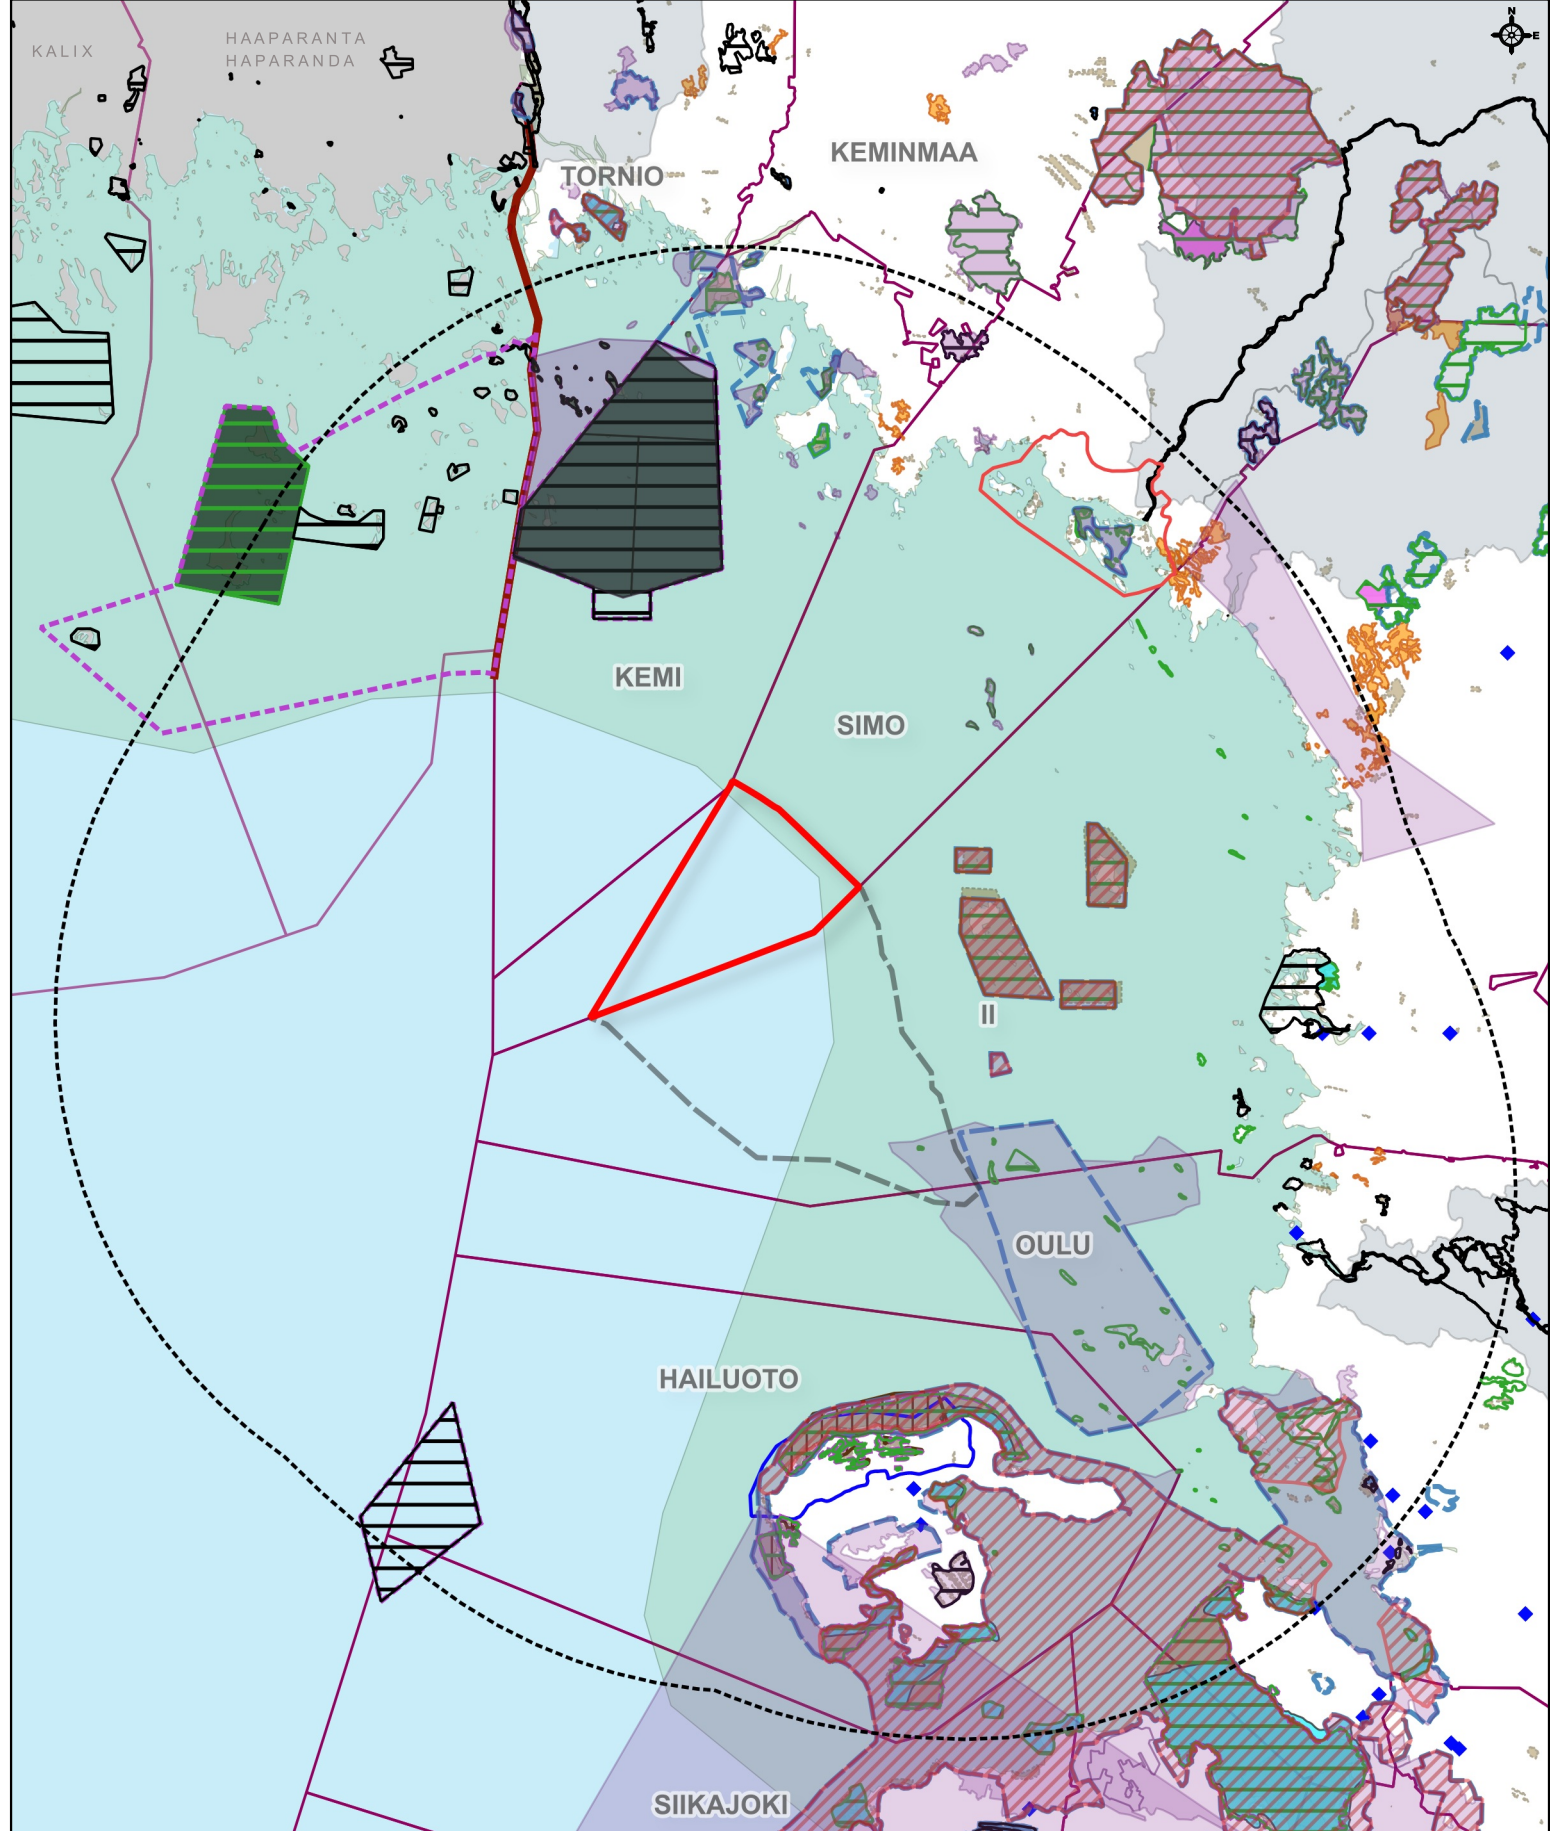 N
E
KALIX
HAAPARANTA
HAPARANDA
KEMINMAA
TORNIO
KEMI
SIMO
II
OULU
HAILUOTO
SIIKAJOKI